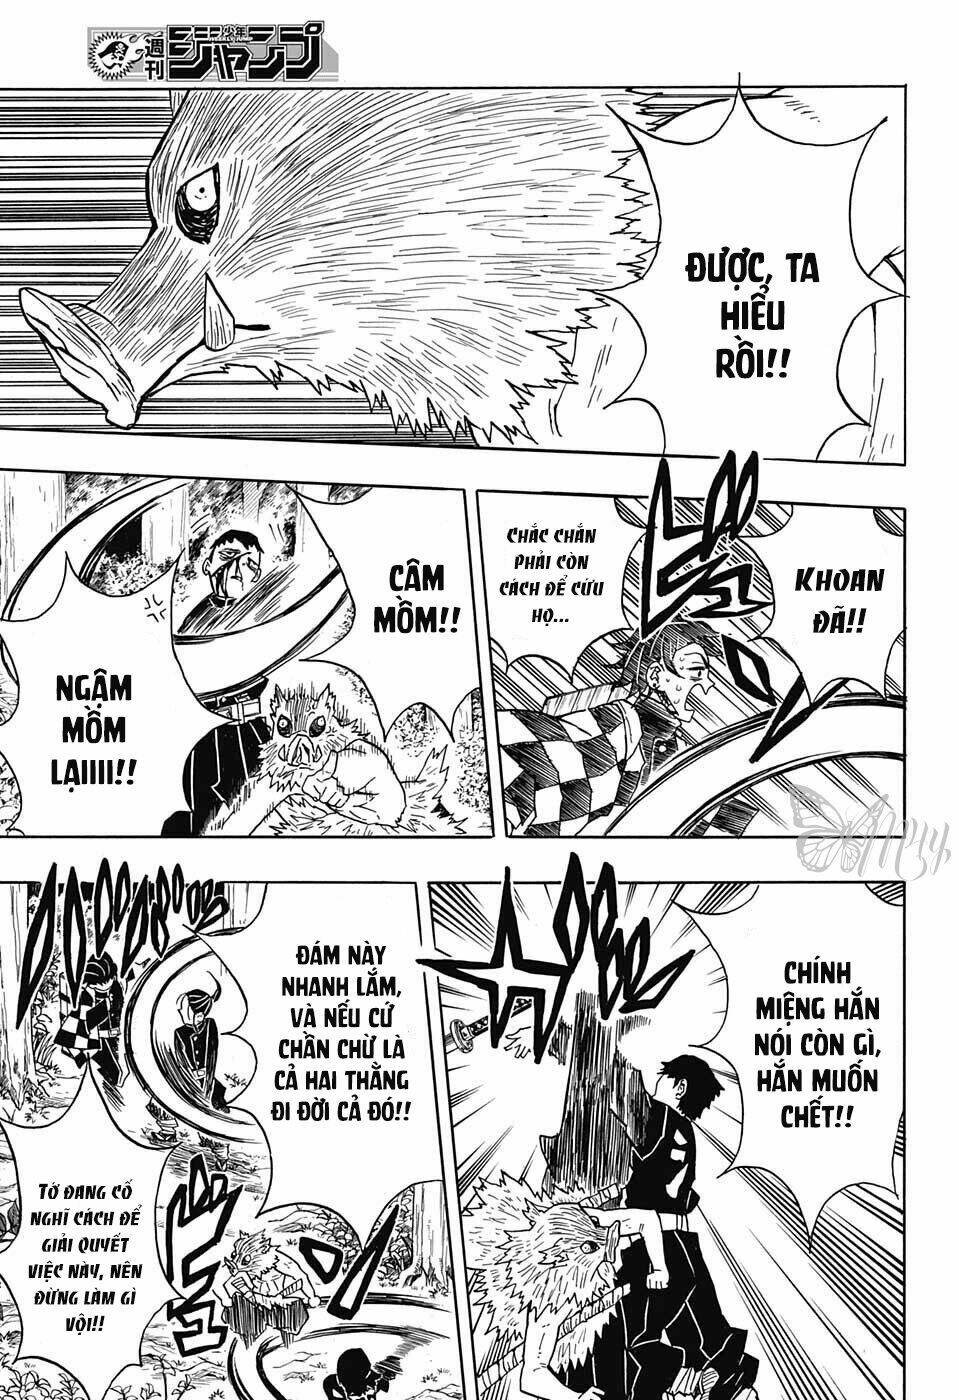 週刊
少年
ジャンプ
ĐƯỢC, TA
HIỂU
RỒI!!
KHOAN
ĐÃ!!
CHẮC CHẮN
PHẢI CÒN
CÁCH ĐỂ CỨU
HỌ...
CÂM
MỒM!!
NGẬM
MỒM
LẠIIII!!
CHÍNH
MIỆNG HẮN
NÓI CÒN GÌ,
HẮN MUỐN
CHẾT!!
ĐÁM NÀY
NHANH LẮM,
VÀ NẾU CỨ
CHẦN CHỪ LÀ
CẢ HAI THẰNG
ĐI ĐỜI CẢ ĐÓ!!
TỚ ĐANG CỐ
NGHĨ CÁCH ĐỂ
GIẢI QUYẾT
VIỆC NÀY, NÊN
ĐỪNG LÀM GÌ
VỘI!!